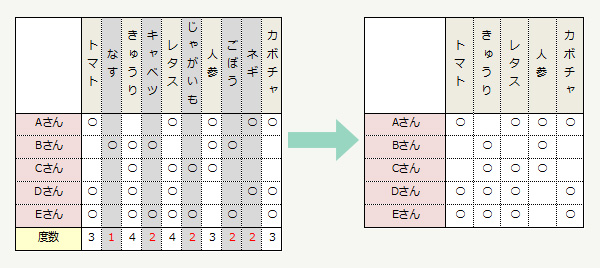 トマト
なす
きゅうり
キャベツ
レタス
じゃがいも
人参
ごぼう
ネギ
カボチャ
Aさん ○ ○ ○ ○ ○
Bさん ○ ○ ○ ○ ○
Cさん ○ ○ ○ ○
Dさん ○ ○ ○ ○ ○
Eさん ○ ○ ○ ○ ○ ○ ○
度数 3 1 4 2 4 2 3 2 2 3
トマト
きゅうり
レタス
人参
カボチャ
Aさん ○ ○ ○ ○
Bさん ○ ○
Cさん ○ ○ ○
Dさん ○ ○ ○ ○
Eさん ○ ○ ○ ○